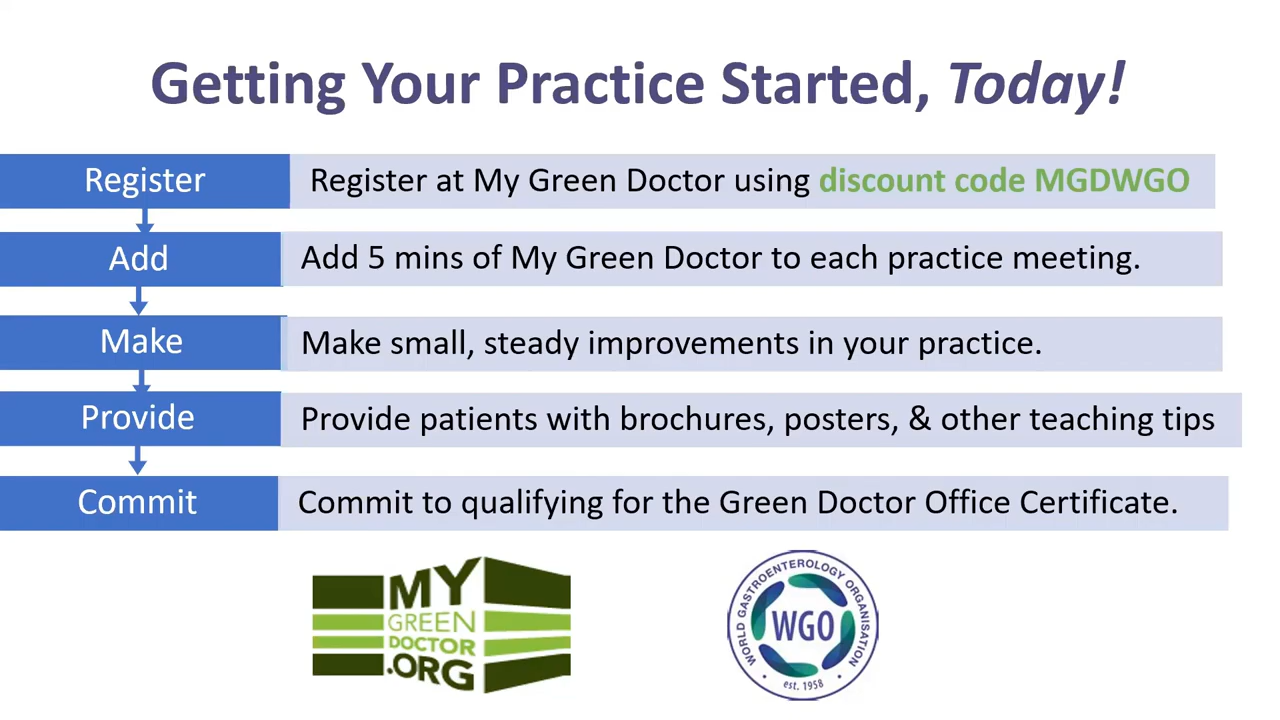 Getting Your Practice Started, Today!
Register
Register at My Green Doctor using discount code MGDWGO
Add
Add 5 mins of My Green Doctor to each practice meeting.
Make
Make small, steady improvements in your practice.
Provide
Provide patients with brochures, posters, & other teaching tips
Commit
Commit to qualifying for the Green Doctor Office Certificate.
MY
GREEN
DOCTOR
.ORG
WORLD GASTROENTEROLOGY ORGANISATION
WGO
est. 1958